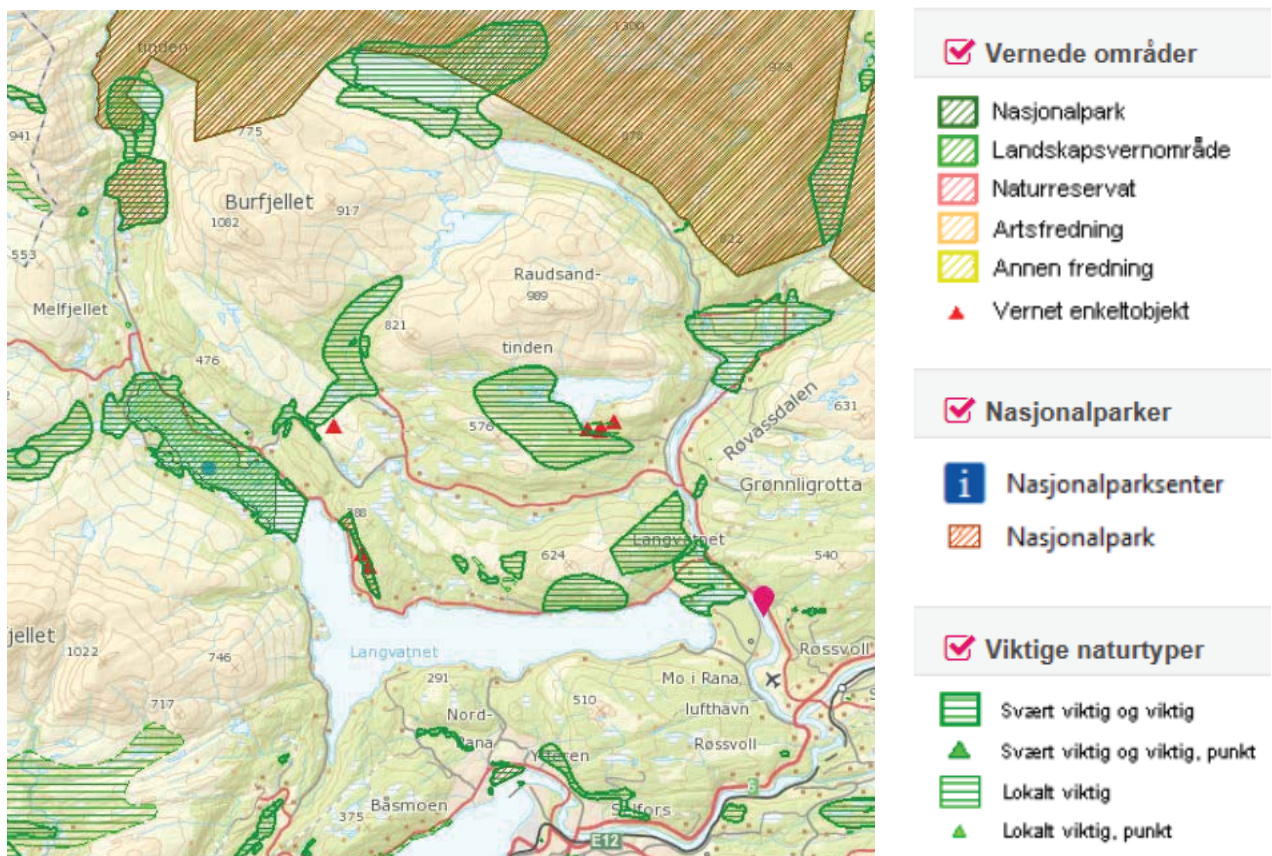 tinden
1300
973
941
775
978
Burfjellet
917
1082
822
553
Raudsand-
989
Melfjellet
821
tinden
476
576
631
Røvassdalen
Grønnligrotta
388
Langvatnet
624
540
jellet
1022
746
Langvatnet
291
Røssvoll
Mo i Rana
lufthavn
510
717
Nord-
Rana
Ytteren
Røssvoll
Båsmoen
375
Selfors
E12
Vernede områder
Nasjonalpark
Landskapsvernområde
Naturreservat
Artsfredning
Annen fredning
Vernet enkeltobjekt
Nasjonalparker
i
Nasjonalparksenter
Nasjonalpark
Viktige naturtyper
Svært viktig og viktig
Svært viktig og viktig, punkt
Lokalt viktig
Lokalt viktig, punkt